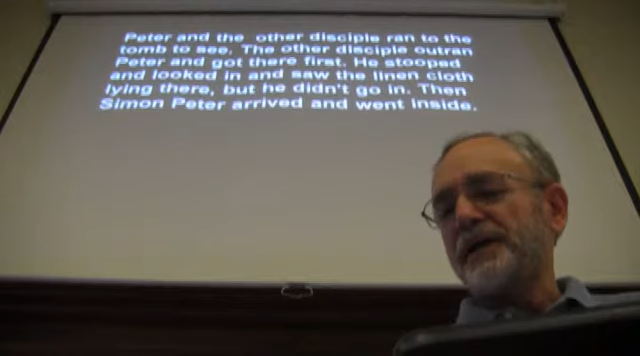 Peter and the other disciple ran to the
tomb to see. The other disciple outran
Peter and got there first. He stooped
and looked in and saw the linen cloth
lying there, but he didn't go in. Then
Simon Peter arrived and went inside.